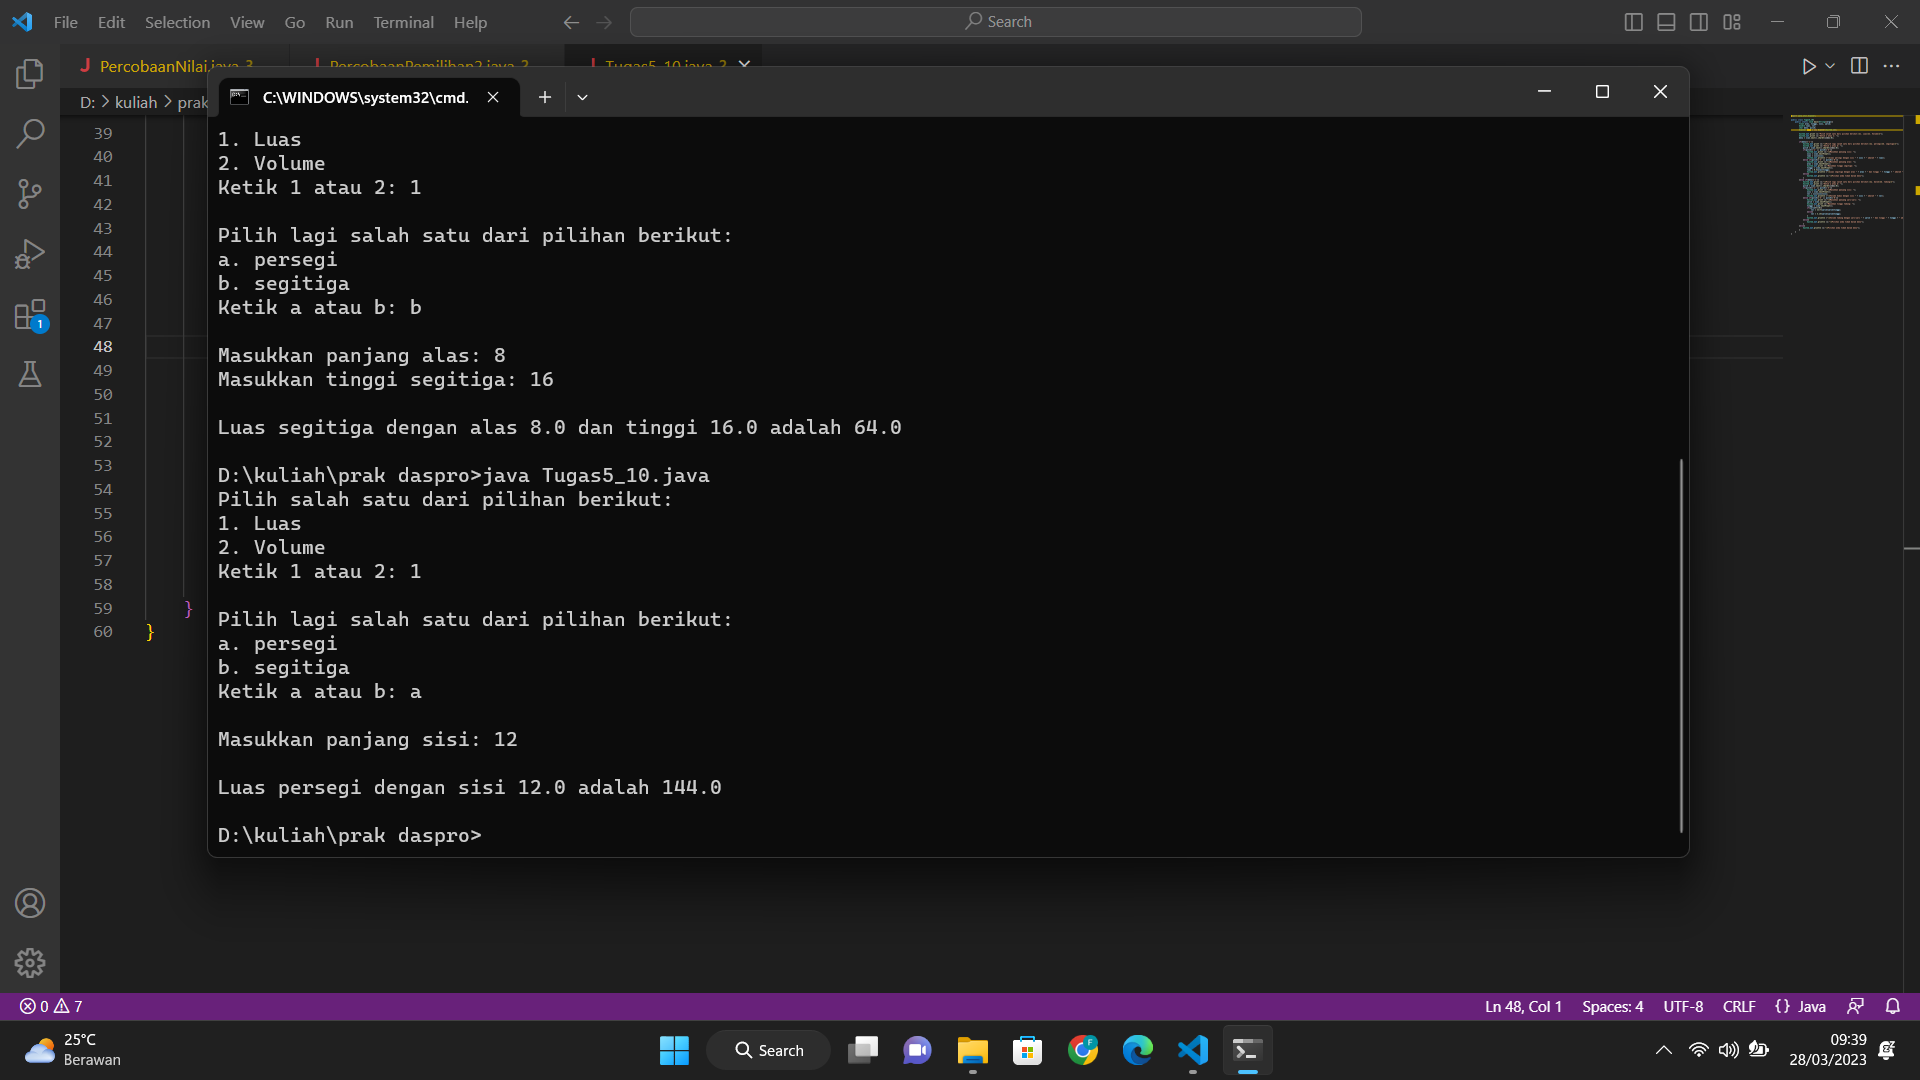 File Edit Selection View Go Run Terminal Help
Search
PercobaanNilai.java 3
PercobaanPemilihan2.java 2
Tugas5_10.java 2
D: > kuliah > prak
C:\WINDOWS\system32\cmd.
39
40
41
42
43
44
45
46
47
48
49
50
51
52
53
54
55
56
57
58
59 }
60 }
1
1. Luas
2. Volume
Ketik 1 atau 2: 1
Pilih lagi salah satu dari pilihan berikut:
a. persegi
b. segitiga
Ketik a atau b: b
Masukkan panjang alas: 8
Masukkan tinggi segitiga: 16
Luas segitiga dengan alas 8.0 dan tinggi 16.0 adalah 64.0
D:\kuliah\prak daspro>java Tugas5_10.java
Pilih salah satu dari pilihan berikut:
1. Luas
2. Volume
Ketik 1 atau 2: 1
Pilih lagi salah satu dari pilihan berikut:
a. persegi
b. segitiga
Ketik a atau b: a
Masukkan panjang sisi: 12
Luas persegi dengan sisi 12.0 adalah 144.0
D:\kuliah\prak daspro>
0 7
Ln 48, Col 1 Spaces: 4 UTF-8 CRLF {} Java
25°C
Berawan
Search
09:39
28/03/2023